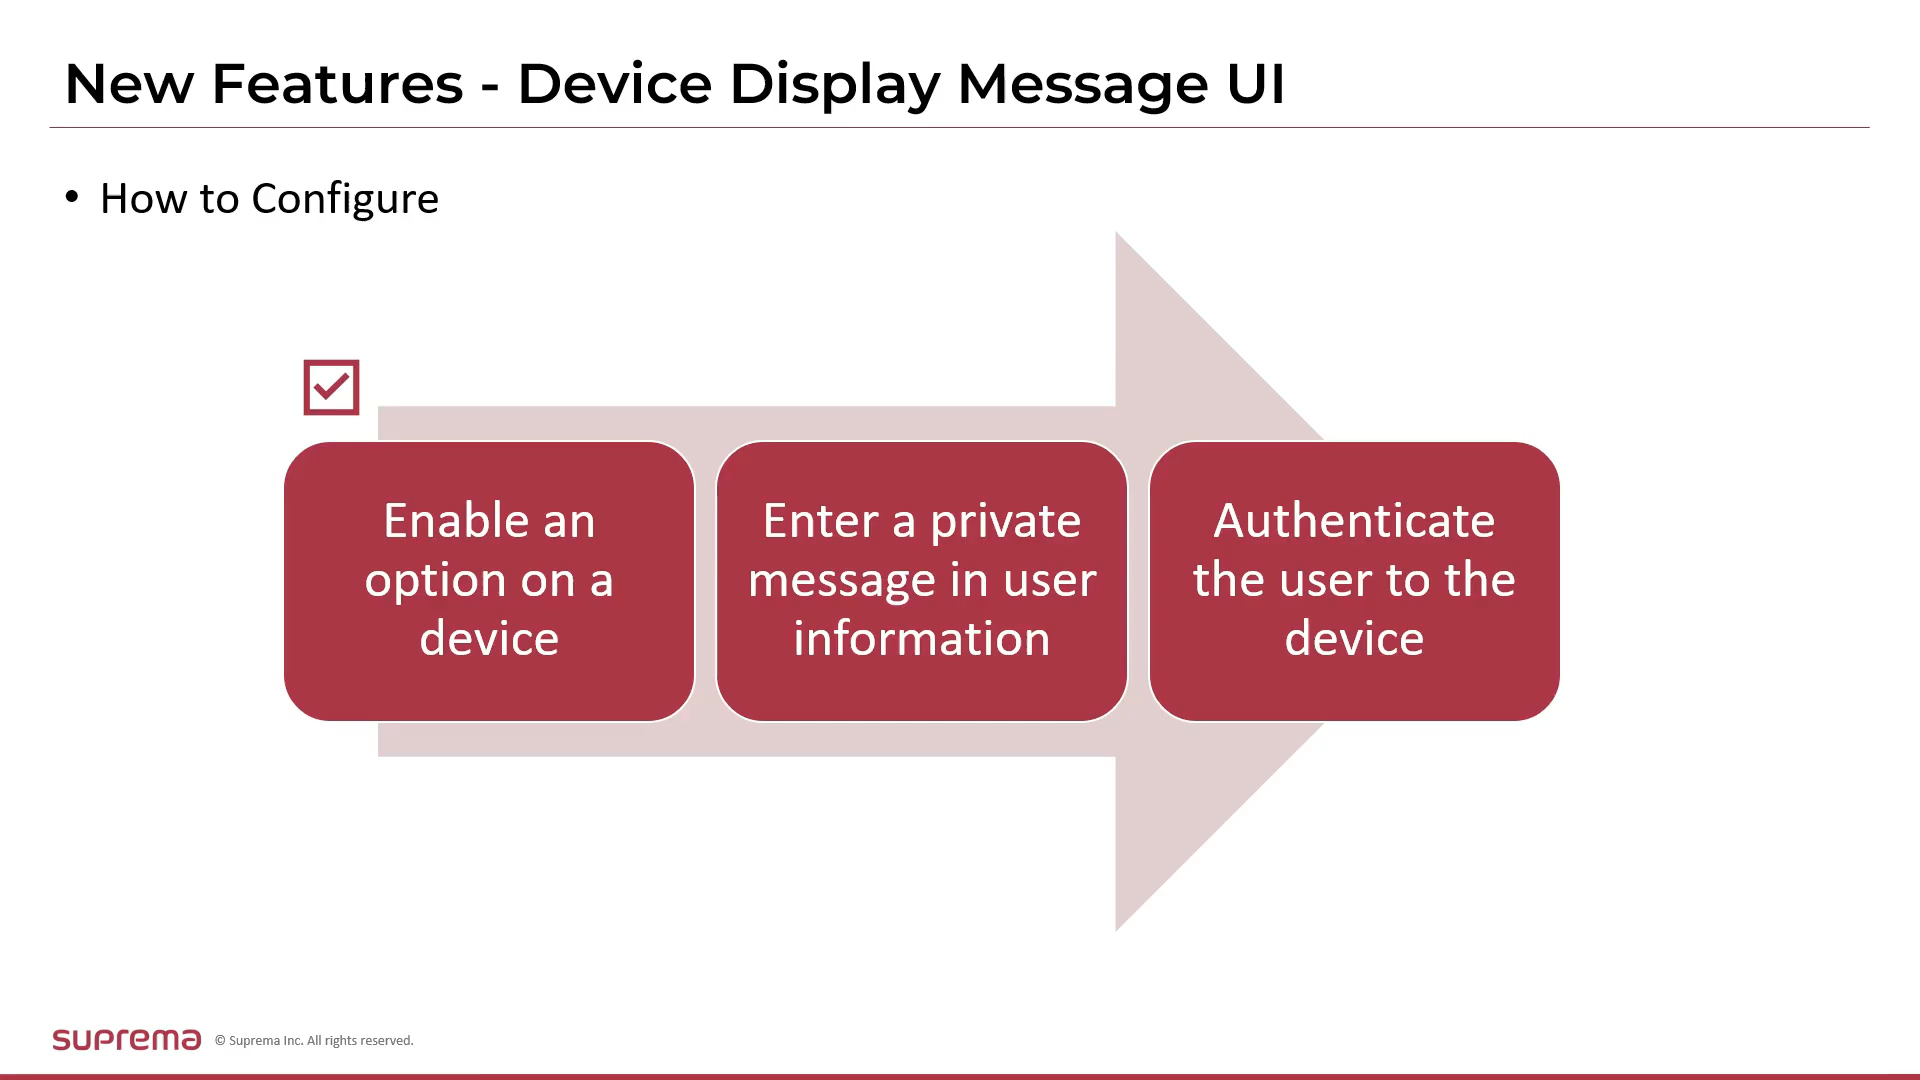 New Features - Device Display Message UI
• How to Configure
Enable an
option on a
device
Enter a private
message in user
information
Authenticate
the user to the
device
suprema © Suprema Inc. All rights reserved.